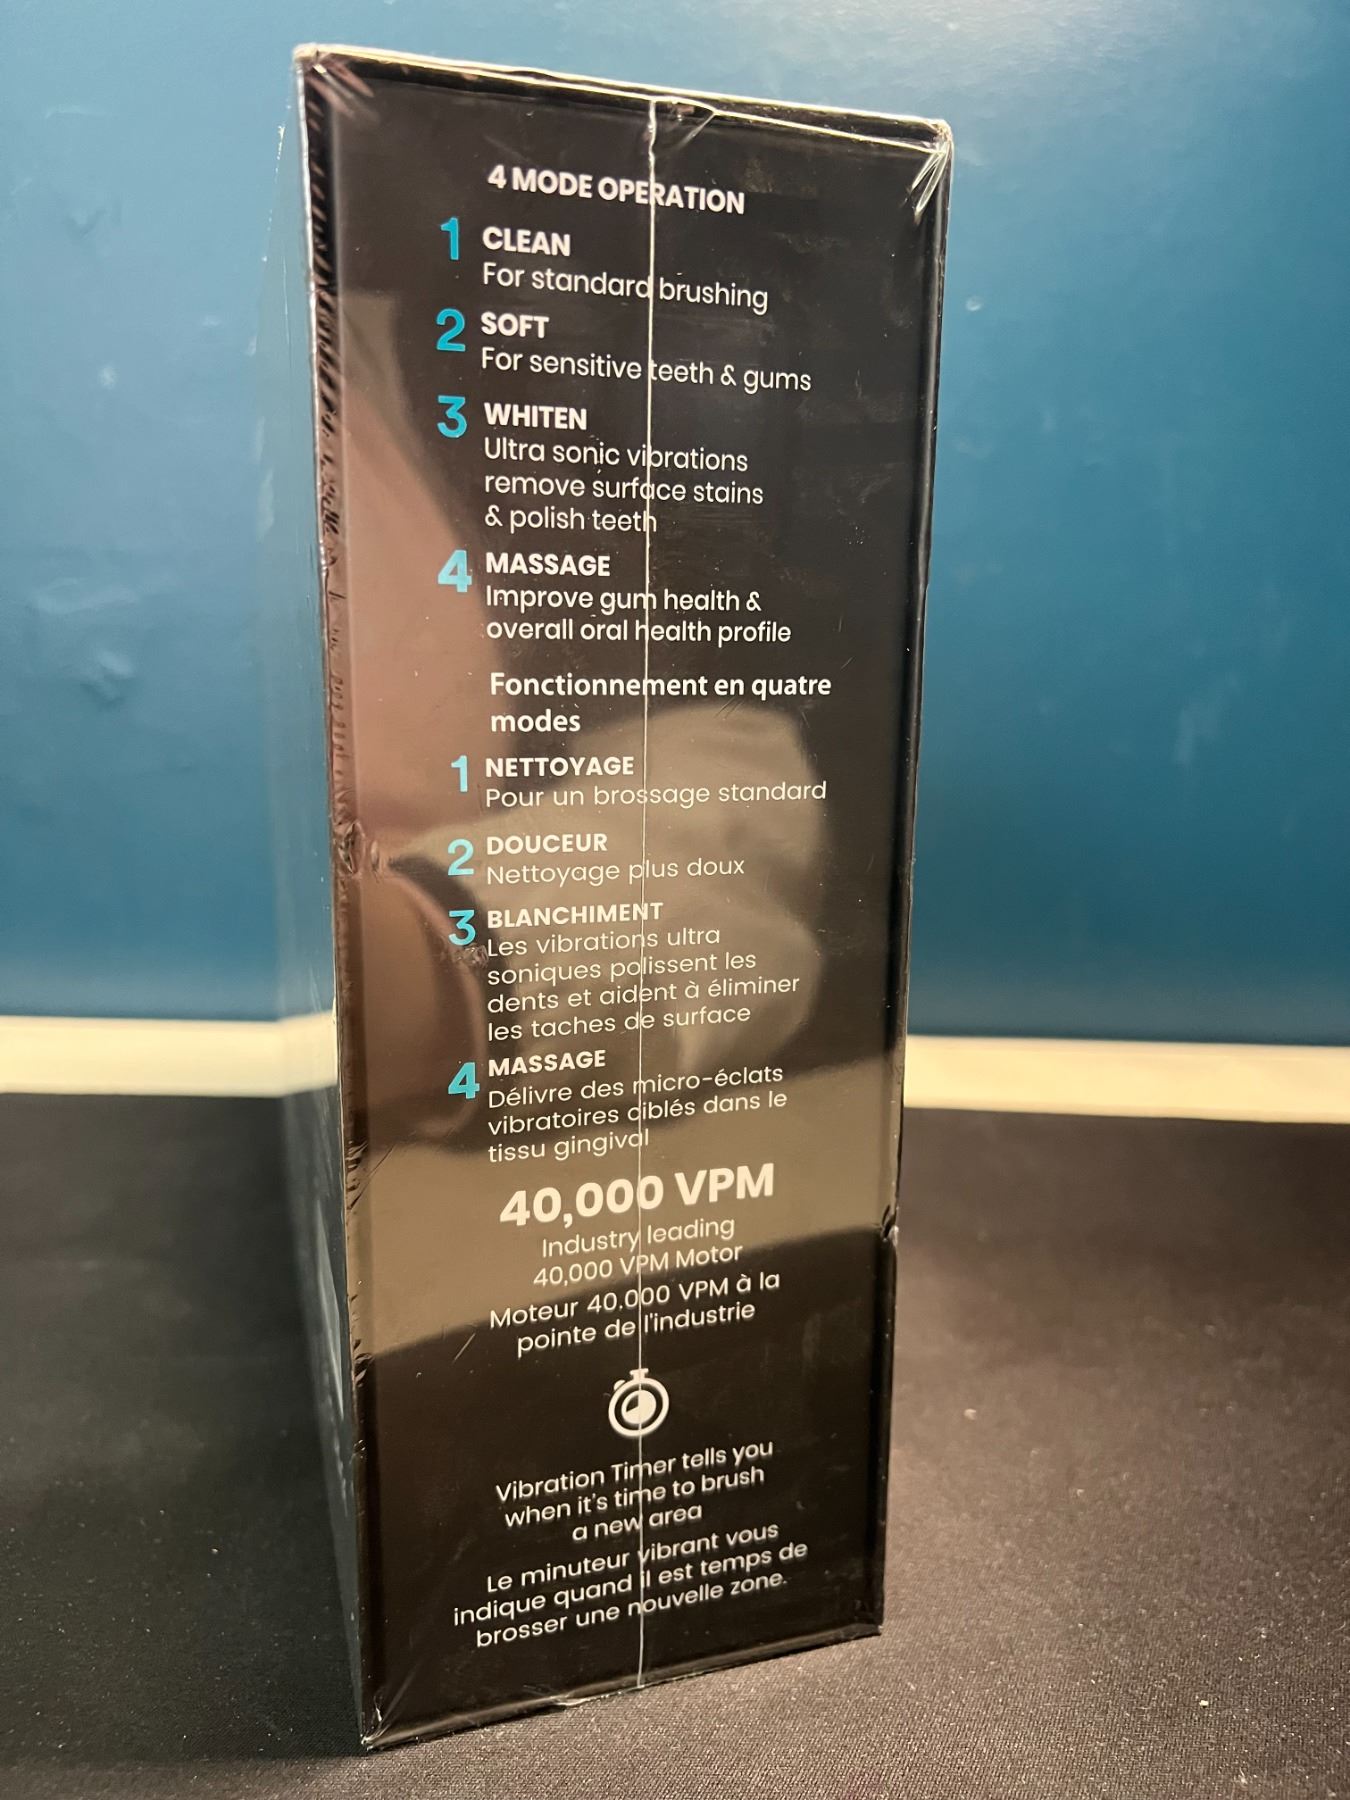 4 MODE OPERATION
1 CLEAN
For standard brushing
2 SOFT
For sensitive teeth & gums
3 WHITEN
Ultra sonic vibrations
remove surface stains
& polish teeth
4 MASSAGE
Improve gum health &
overall oral health profile
Fonctionnement en quatre
modes
1 NETTOYAGE
Pour un brossage standard
2 DOUCEUR
Nettoyage plus doux
3 BLANCHIMENT
Les vibrations ultra
soniques polissent les
dents et aident à éliminer
les taches de surface
4 MASSAGE
Délivre des micro-éclats
vibratoires ciblés dans le
tissu gingival
40,000 VPM
Industry leading
40,000 VPM Motor
Moteur 40.000 VPM à la
pointe de l'industrie
Vibration Timer tells you
when it's time to brush
a new area
Le minuteur vibrant vous
indique quand il est temps de
brosser une nouvelle zone.